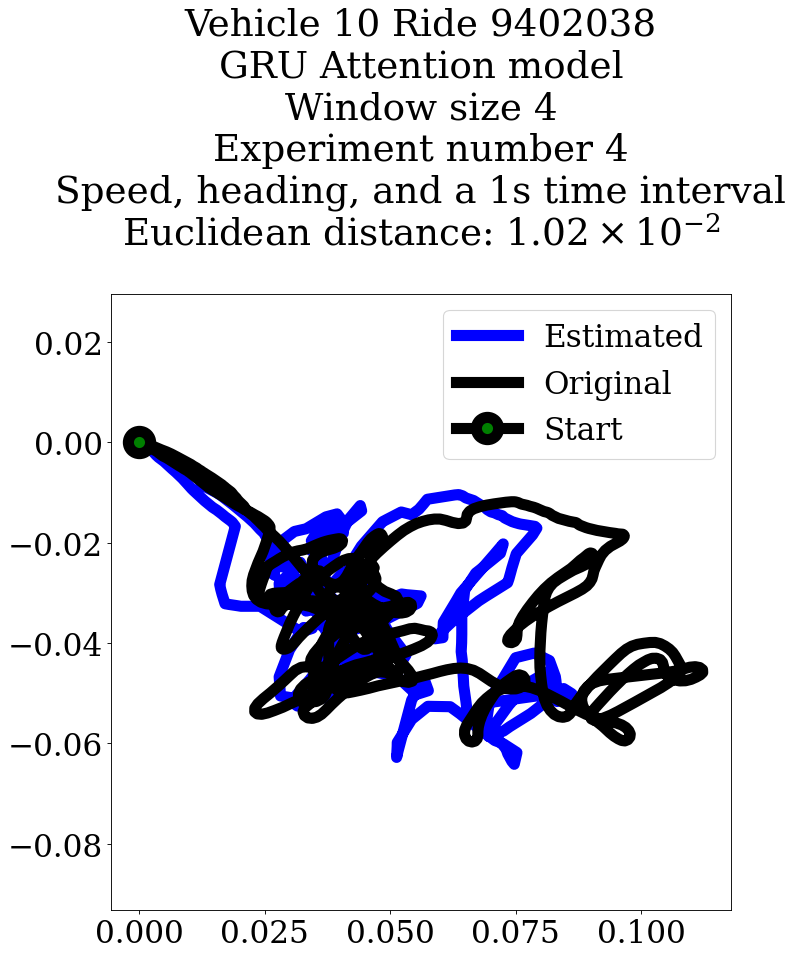 Vehicle 10 Ride 9402038
GRU Attention model
Window size 4
Experiment number 4
Speed, heading, and a 1s time interval
Euclidean distance: 1.02 × 10⁻²
Estimated
Original
Start
0.02
0.00
−0.02
−0.04
−0.06
−0.08
0.000 0.025 0.050 0.075 0.100